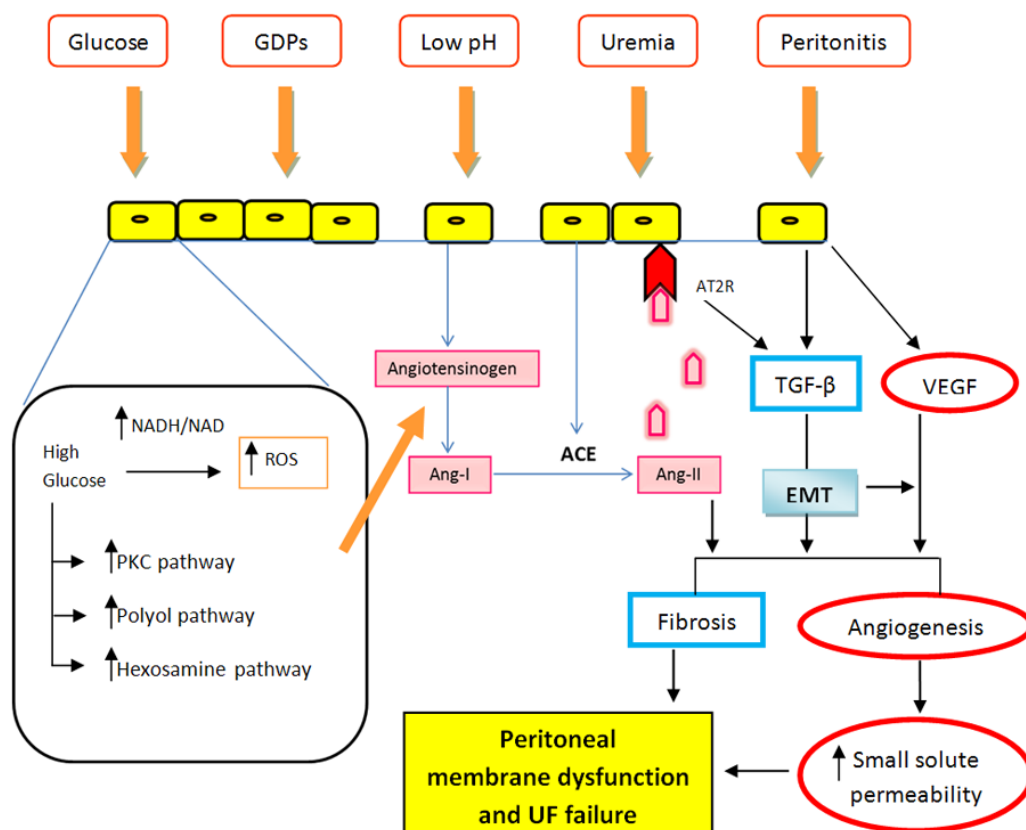 Glucose
GDPs
Low pH
Uremia
Peritonitis
AT2R
Angiotensinogen
TGF-β
VEGF
NADH/NAD
High
Glucose
ROS
ACE
Ang-I
Ang-II
EMT
PKC pathway
Polyol pathway
Hexosamine pathway
Fibrosis
Angiogenesis
Peritoneal
membrane dysfunction
and UF failure
Small solute
permeability